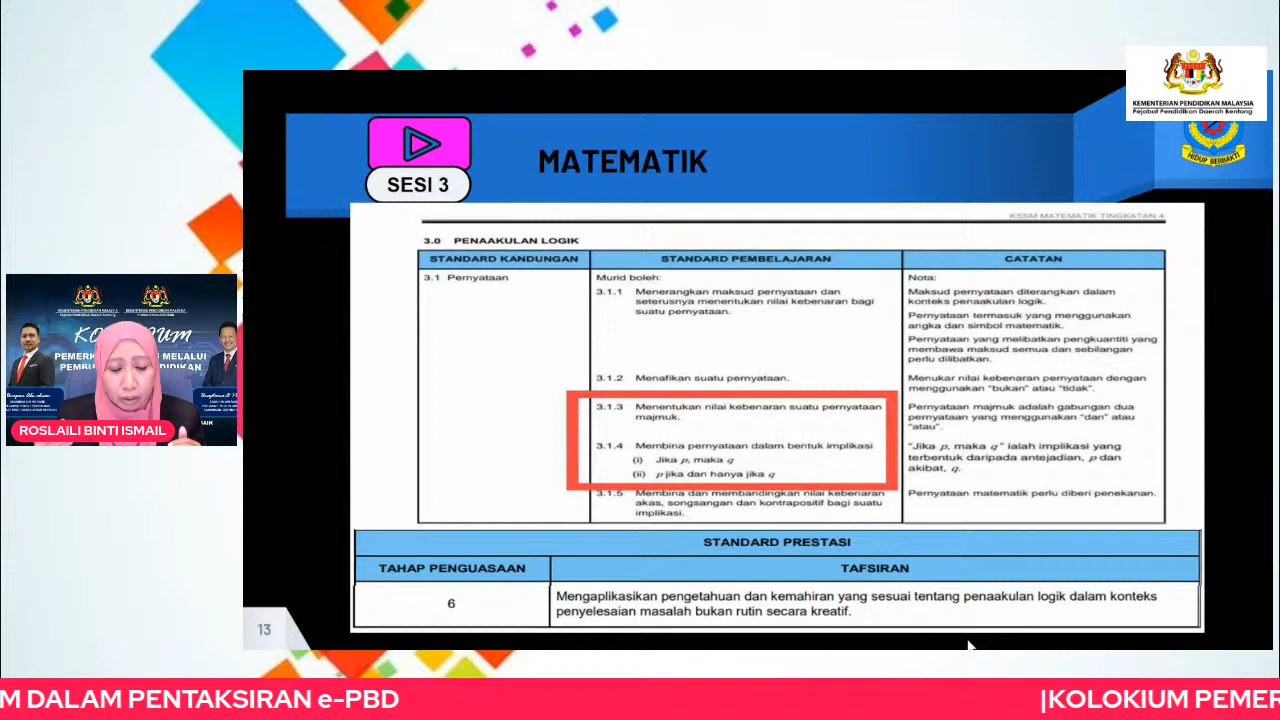 KEMENTERIAN PENDIDIKAN MALAYSIA
Pejabat Pendidikan Daerah Bentong
HIDUP BERBAKTI
SESI 3
MATEMATIK
KSSM MATEMATIK TINGKATAN 4
3.0 PENAAKULAN LOGIK
STANDARD KANDUNGAN
STANDARD PEMBELAJARAN
CATATAN
3.1 Pernyataan
Murid boleh:
3.1.1 Menerangkan maksud pernyataan dan
seterusnya menentukan nilai kebenaran bagi
suatu pernyataan.
Nota:
Maksud pernyataan diterangkan dalam
konteks penaakulan logik.
Pernyataan termasuk yang menggunakan
angka dan simbol matematik.
Pernyataan yang melibatkan pengkuantiti yang
membawa maksud semua dan sebilangan
perlu dilibatkan.
3.1.2 Menafikan suatu pernyataan.
Menukar nilai kebenaran pernyataan dengan
menggunakan "bukan" atau "tidak".
3.1.3 Menentukan nilai kebenaran suatu pernyataan
majmuk.
Pernyataan majmuk adalah gabungan dua
pernyataan yang menggunakan "dan" atau
"atau".
3.1.4 Membina pernyataan dalam bentuk implikasi
(i) Jika p, maka q
(ii) p jika dan hanya jika q
"Jika p, maka q" ialah implikasi yang
terbentuk daripada antejadian, p dan
akibat, q.
3.1.5 Membina dan membandingkan nilai kebenaran
akas, songsangan dan kontrapositif bagi suatu
implikasi.
Pernyataan matematik perlu diberi penekanan.
STANDARD PRESTASI
TAHAP PENGUASAAN
TAFSIRAN
6
Mengaplikasikan pengetahuan dan kemahiran yang sesuai tentang penaakulan logik dalam konteks
penyelesaian masalah bukan rutin secara kreatif.
13
ROSLAILI BINTI ISMAIL
M DALAM PENTAKSIRAN e-PBD
|KOLOKIUM PEMER